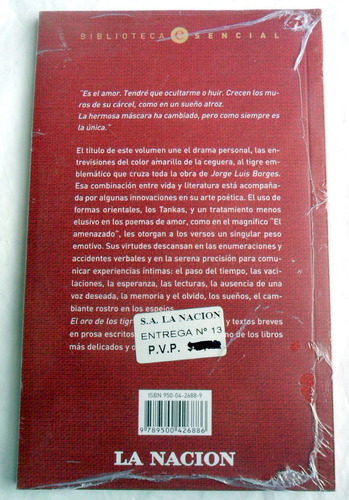 BIBLIOTECA ESENCIAL
"Es el amor. Tendré que ocultarme o huir. Crecen los mu-
ros de su cárcel, como en un sueño atroz.
La hermosa máscara ha cambiado, pero como siempre es
la única."
El título de este volumen une el drama personal, las en-
trevisiones del color amarillo de la ceguera, al tigre em-
blemático que cruza toda la obra de Jorge Luis Borges.
Esa combinación entre vida y literatura está acompaña-
da por algunas innovaciones en su arte poética. El uso
de formas orientales, los Tankas, y un tratamiento menos
elusivo en los poemas de amor, como en el magnífico "El
amenazado", les otorgan a los versos un singular peso
emotivo. Sus virtudes descansan en las enumeraciones y
accidentes verbales y en la serena precisión para comu-
nicar experiencias íntimas: el paso del tiempo, las vaci-
laciones, la esperanza, las lecturas, la ausencia de una
voz deseada, la memoria y el olvido, los sueños, el cam-
biante rostro en los espejos.
El oro de los tigr y textos breves
en prosa escritos no de los libros
más delicados y
S.A. LA NACION
ENTREGA Nº 13
P.V.P.
ISBN 950-04-2688-9
9 789500 426886
LA NACION